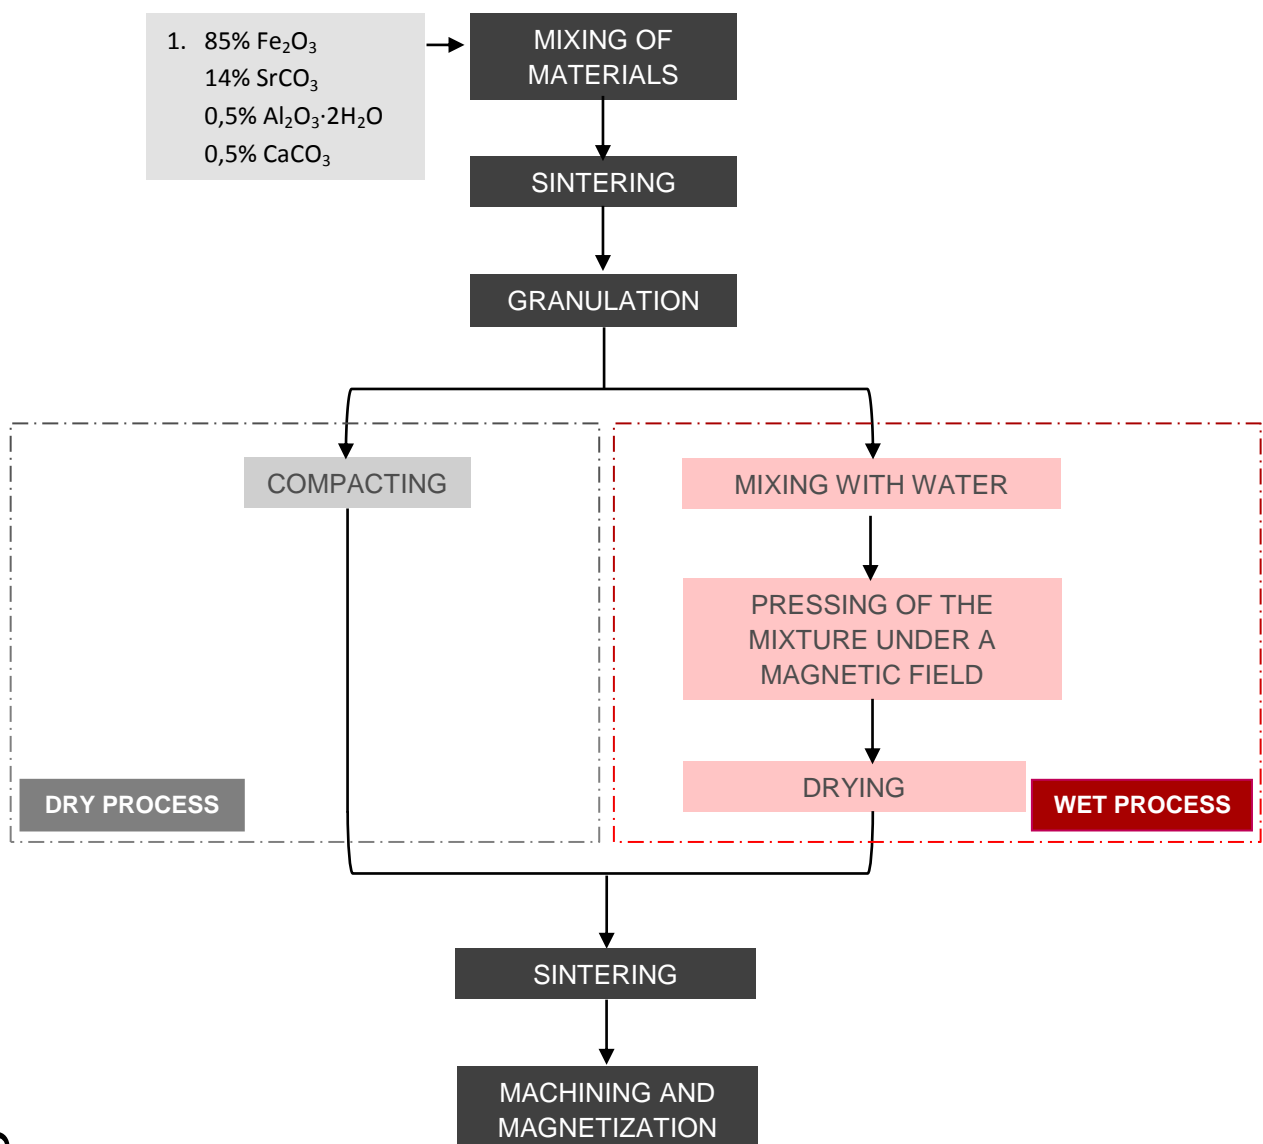 1. 85% Fe₂O₃
14% SrCO₃
0,5% Al₂O₃·2H₂O
0,5% CaCO₃
MIXING OF
MATERIALS
SINTERING
GRANULATION
COMPACTING
DRY PROCESS
MIXING WITH WATER
PRESSING OF THE
MIXTURE UNDER A
MAGNETIC FIELD
DRYING
WET PROCESS
SINTERING
MACHINING AND
MAGNETIZATION